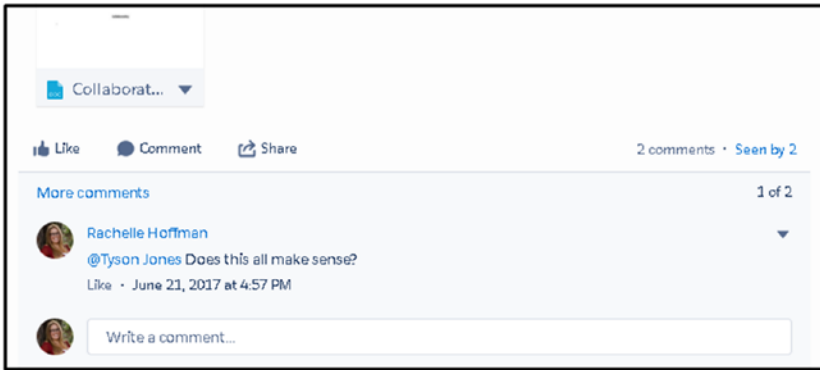 Collaborat...
Like Comment Share 2 comments · Seen by 2
More comments 1 of 2
Rachelle Hoffman
@Tyson Jones Does this all make sense?
Like · June 21, 2017 at 4:57 PM
Write a comment...